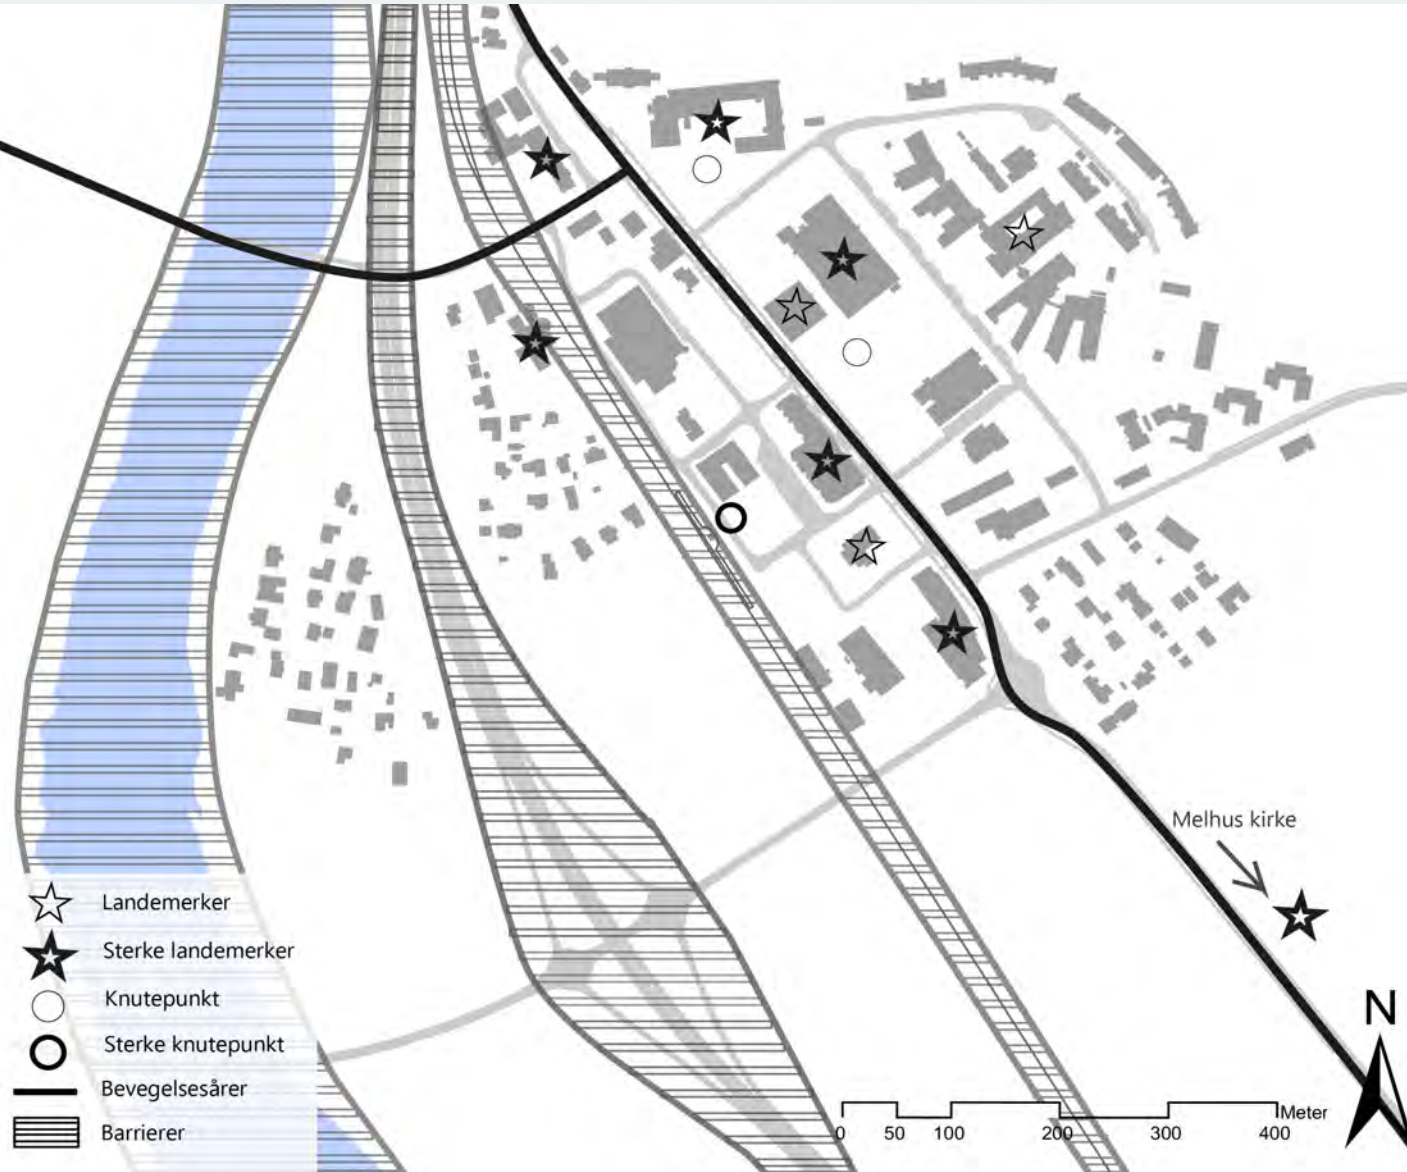 Melhus kirke
Landemerker
Sterke landemerker
Knutepunkt
Sterke knutepunkt
Bevegelsesårer
Barrierer
N
Meter
0 50 100 200 300 400